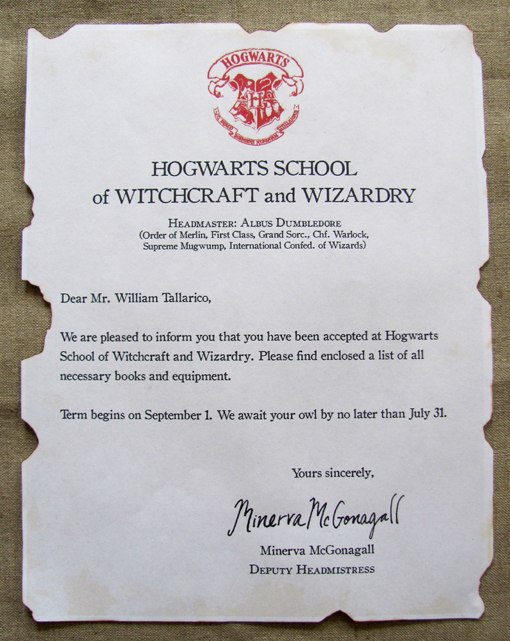 HOGWARTS
HOGWARTS SCHOOL
of WITCHCRAFT and WIZARDRY
HEADMASTER: ALBUS DUMBLEDORE
(Order of Merlin, First Class, Grand Sorc., Chf. Warlock,
Supreme Mugwump, International Confed. of Wizards)
Dear Mr. William Tallarico,
We are pleased to inform you that you have been accepted at Hogwarts
School of Witchcraft and Wizardry. Please find enclosed a list of all
necessary books and equipment.
Term begins on September 1. We await your owl by no later than July 31.
Yours sincerely,
Minerva McGonagall
Minerva McGonagall
DEPUTY HEADMISTRESS